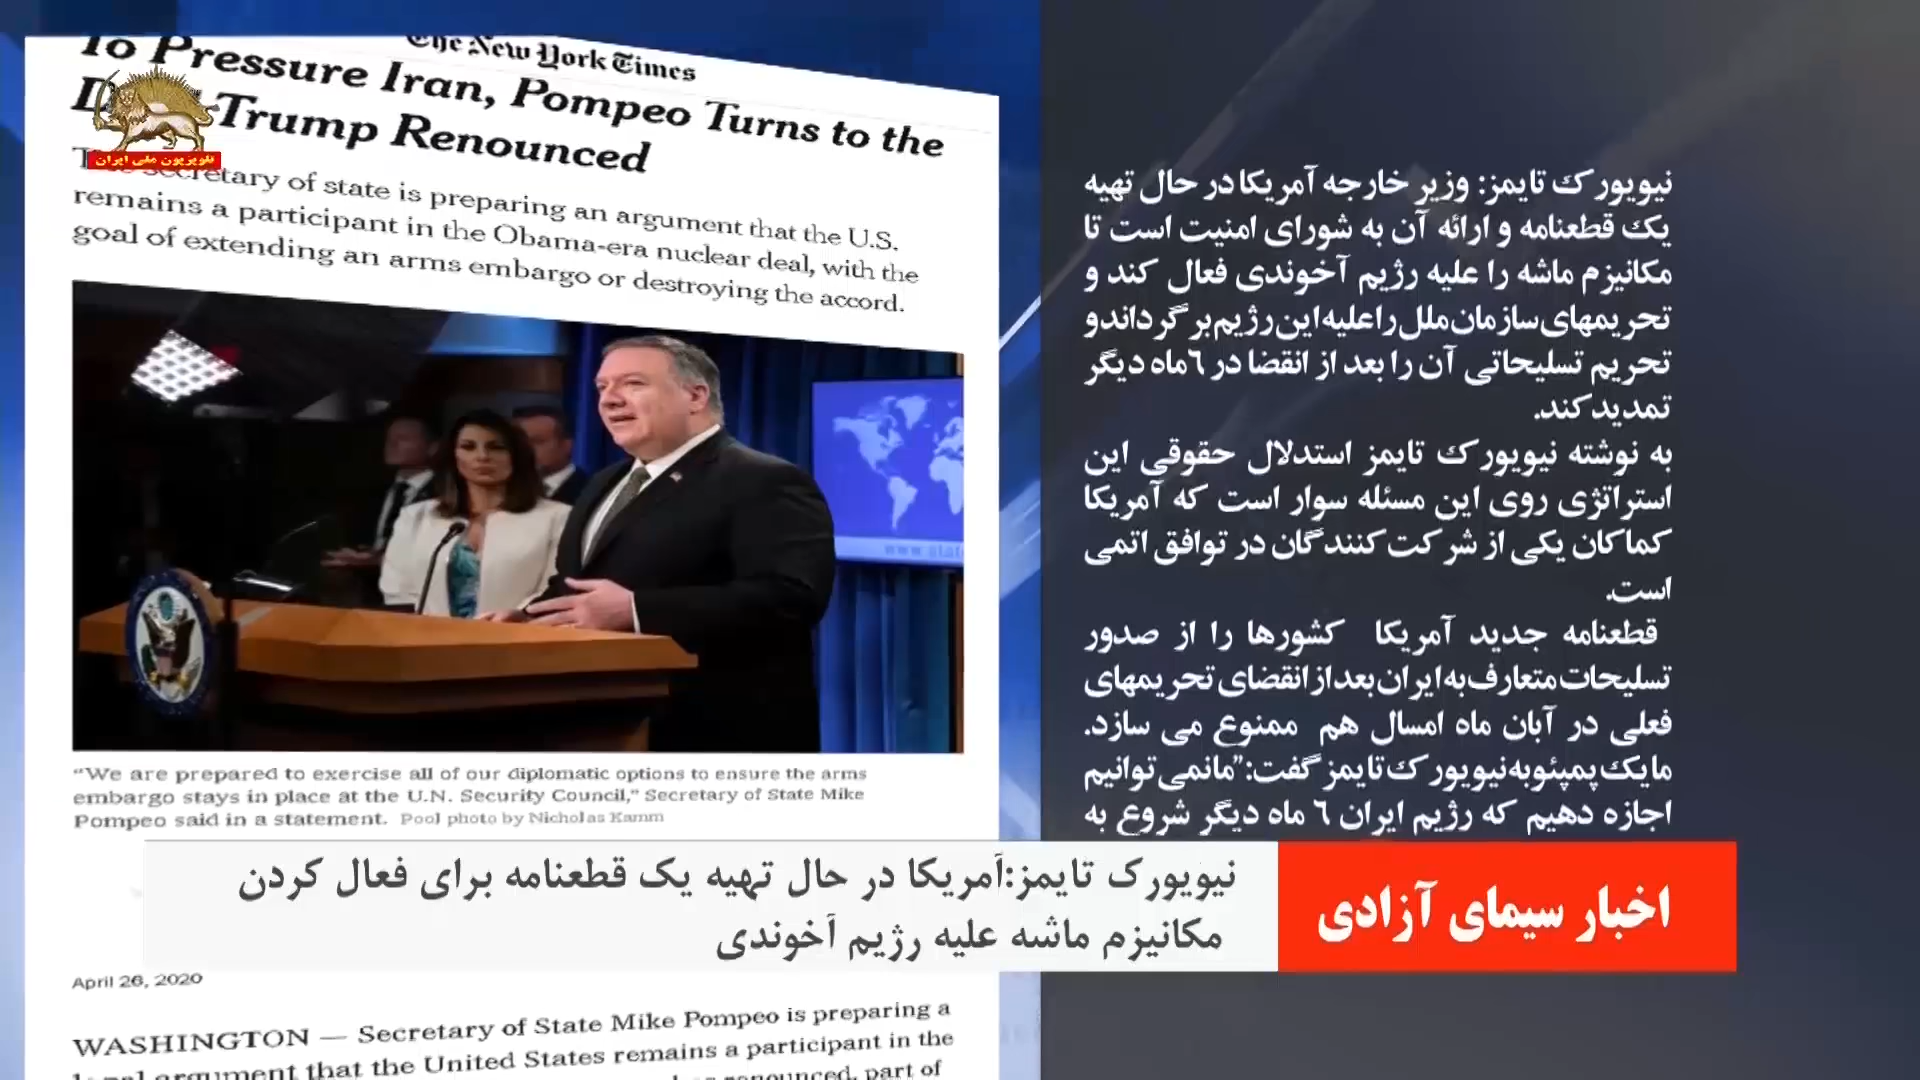 The New York Times
To Pressure Iran, Pompeo Turns to the
Trump Renounced
secretary of state is preparing an argument that the U.S.
remains a participant in the Obama-era nuclear deal, with the
goal of extending an arms embargo or destroying the accord.
تلویزیون ملی ایران
"We are prepared to exercise all of our diplomatic options to ensure the arms
embargo stays in place at the U.N. Security Council," Secretary of State Mike
Pompeo said in a statement. Pool photo by Nicholas Kamm
April 26, 2020
WASHINGTON — Secretary of State Mike Pompeo is preparing a
argument that the United States remains a participant in the
renounced, part of
نیویورک تایمز: وزیر خارجه آمریکا در حال تهیه
یک قطعنامه و ارائه آن به شورای امنیت است تا
مکانیزم ماشه را علیه رژیم آخوندی فعال کند و
تحریمهای سازمان ملل را علیه این رژیم برگرداند و
تحریم تسلیحاتی آن را بعد از انقضا در ٦ ماه دیگر
تمدید کند.
به نوشته نیویورک تایمز استدلال حقوقی این
استراتژی روی این مسئله سوار است که آمریکا
کماکان یکی از شرکت کنندگان در توافق اتمی
است.
قطعنامه جدید آمریکا کشورها را از صدور
تسلیحات متعارف به ایران بعد از انقضای تحریمهای
فعلی در آبان ماه امسال هم ممنوع می سازد.
مایک پمپئو به نیویورک تایمز گفت:"ما نمی توانیم
اجازه دهیم که رژیم ایران ٦ ماه دیگر شروع به
نیویورک تایمز:آمریکا در حال تهیه یک قطعنامه برای فعال کردن
مکانیزم ماشه علیه رژیم آخوندی
اخبار سیمای آزادی